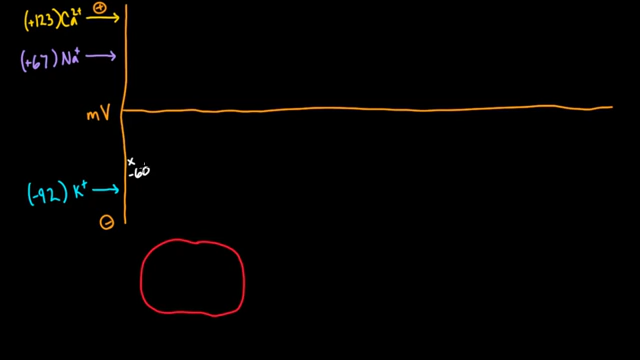 (+123) Ca²⁺ +
(+67) Na⁺
mV
x
-60
(-92) K⁺
-